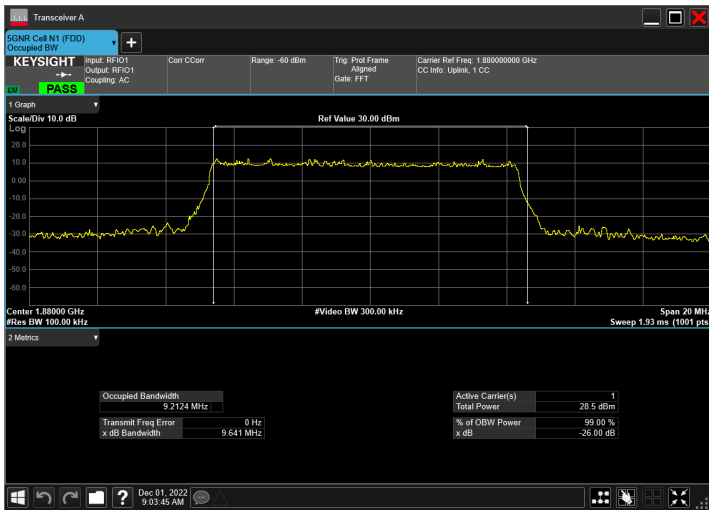 Transceiver A
5GNR Cell N1 (FDD)
Occupied BW
KEYSIGHT
LXI
PASS
Input: RFIO1
Output: RFIO1
Coupling: AC
Corr CCorr
Range: -60 dBm
Trig: Prot Frame
Aligned
Gate: FFT
Carrier Ref Freq: 1.880000000 GHz
CC Info: Uplink, 1 CC
1 Graph
Scale/Div 10.0 dB
Ref Value 30.00 dBm
Log
20.0
10.0
0.00
-10.0
-20.0
-30.0
-40.0
-50.0
-60.0
Center 1.88000 GHz
#Video BW 300.00 kHz
Span 20 MHz
#Res BW 100.00 kHz
Sweep 1.93 ms (1001 pts
2 Metrics
Occupied Bandwidth
9.2124 MHz
Transmit Freq Error 0 Hz
x dB Bandwidth 9.641 MHz
Active Carrier(s) 1
Total Power 28.5 dBm
% of OBW Power 99.00 %
x dB -26.00 dB
Dec 01, 2022
9:03:45 AM